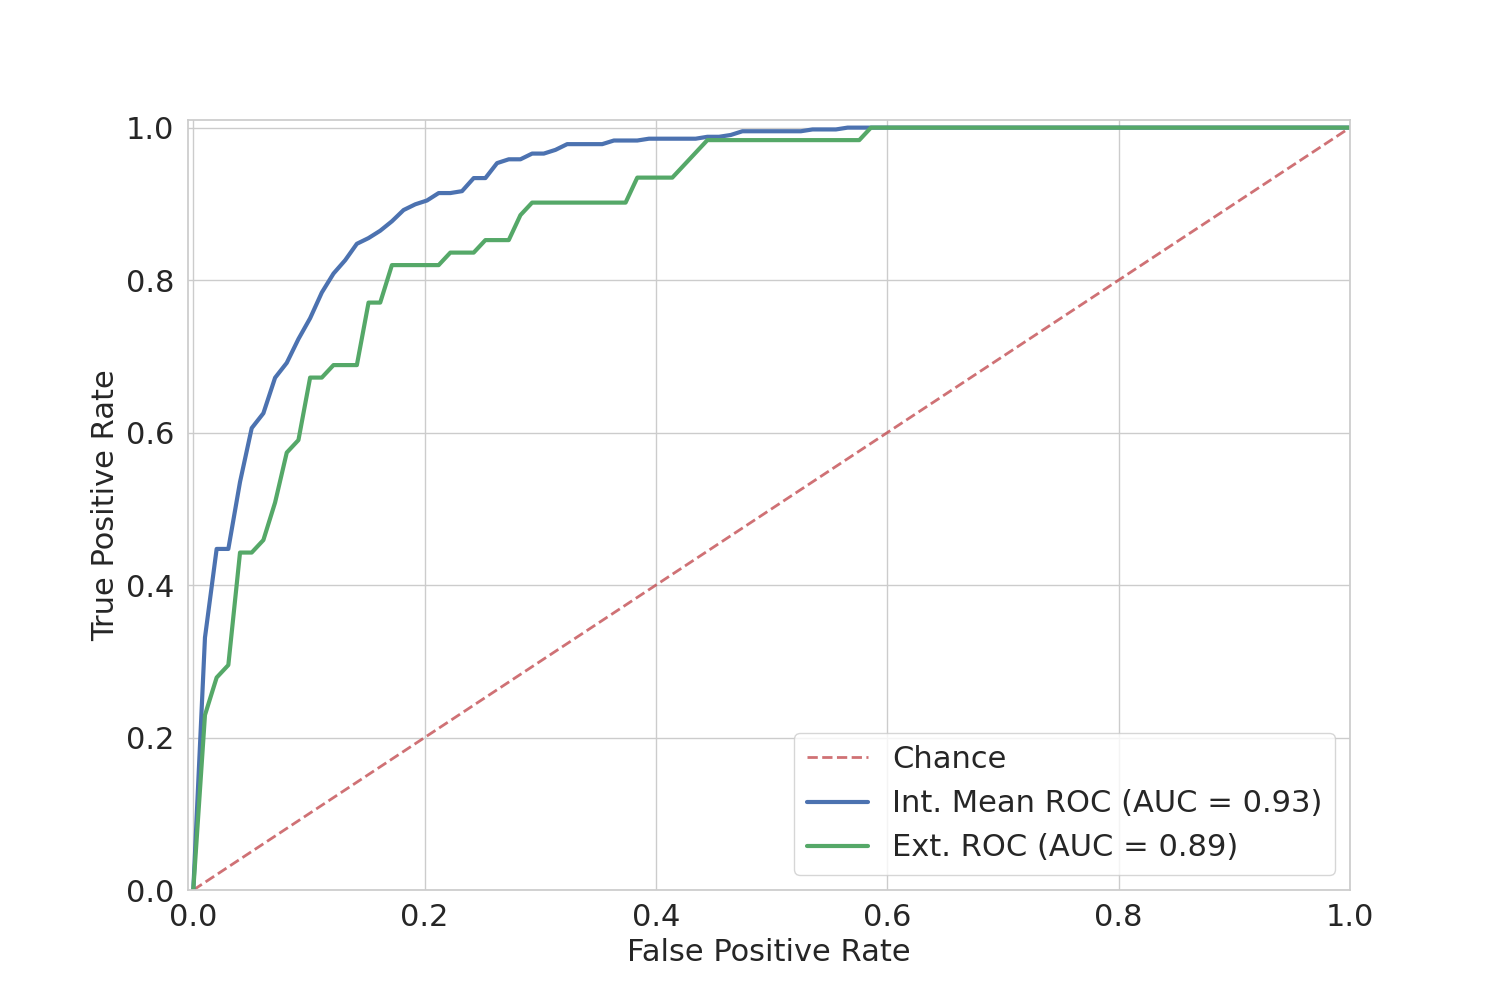 1.0
0.8
0.6
0.4
0.2
0.0
True Positive Rate
Chance
Int. Mean ROC (AUC = 0.93)
Ext. ROC (AUC = 0.89)
0.0 0.2 0.4 0.6 0.8 1.0
False Positive Rate